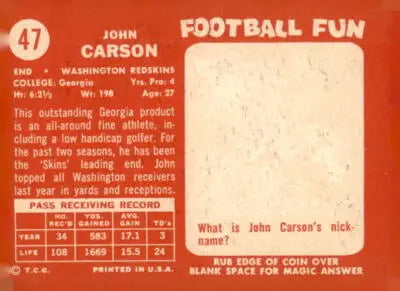 47
JOHN
CARSON
END • WASHINGTON REDSKINS
COLLEGE: Georgia Yrs. Pro: 4
Ht: 6:2½ Wt: 198 Age: 27
This outstanding Georgia product
is an all-around fine athlete, in-
cluding a low handicap golfer. For
the past two seasons, he has been
the 'Skins' leading end. John
topped all Washington receivers
last year in yards and receptions.
PASS RECEIVING RECORD
NO. REC'D YDS. GAINED AVG. GAIN TD's
YEAR 34 583 17.1 3
LIFE 108 1669 15.5 24
© T.C.G. PRINTED IN U.S.A.
FOOTBALL FUN
What is John Carson's nick-
name?
RUB EDGE OF COIN OVER
BLANK SPACE FOR MAGIC ANSWER